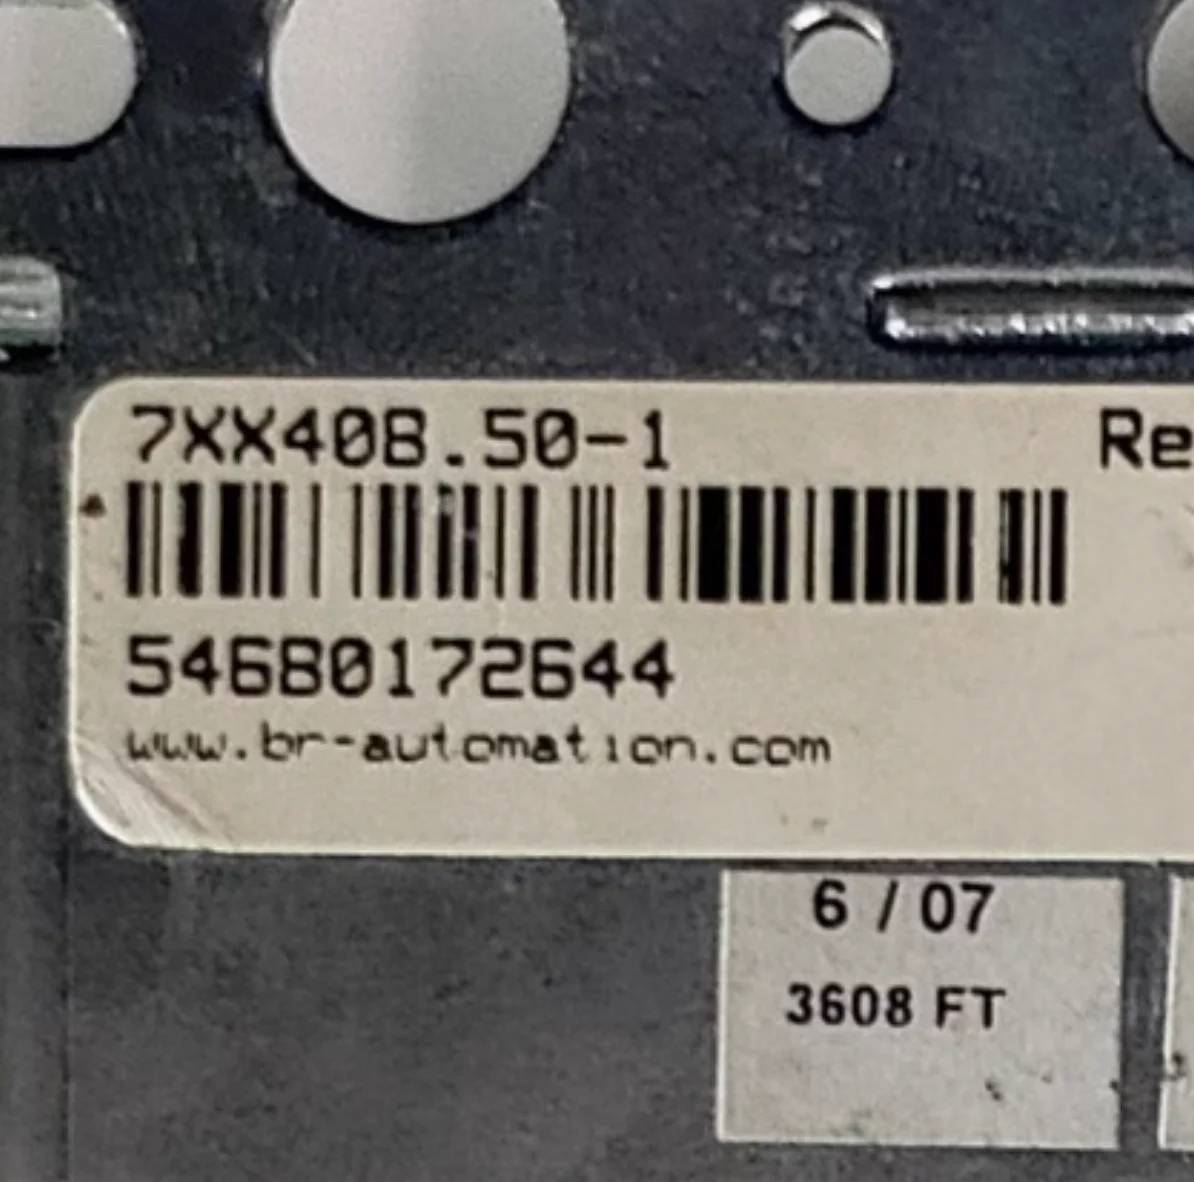 7XX408.50-1 Re
54680172644
www.br-automation.com
6 / 07
3608 FT